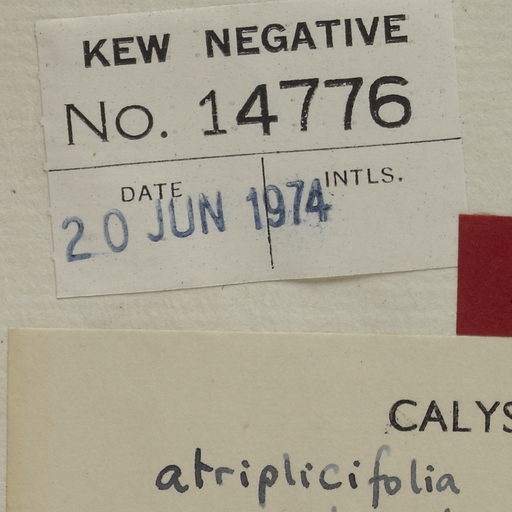 KEW NEGATIVE
No. 14776
DATE INTLS.
20 JUN 1974
CALYS
atriplicifolia